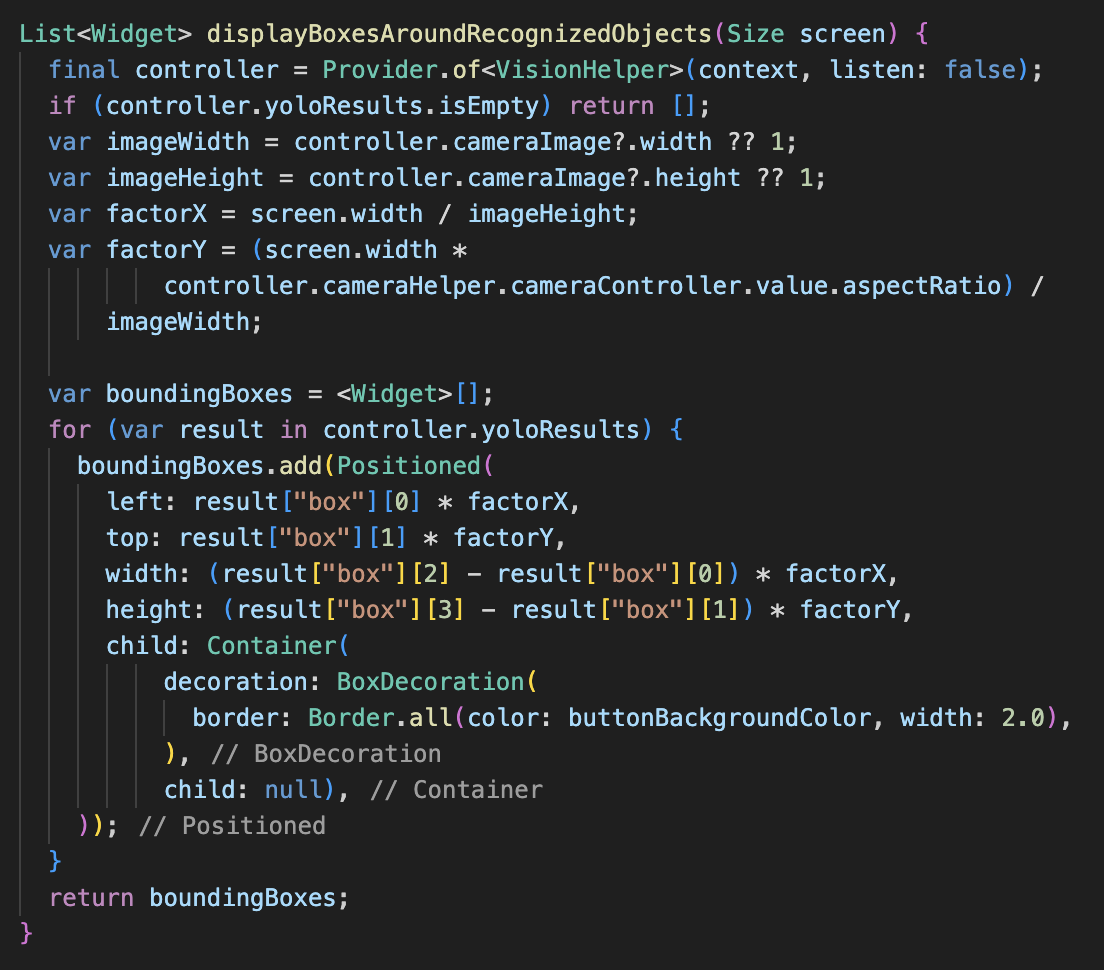 List<Widget> displayBoxesAroundRecognizedObjects(Size screen) {
  final controller = Provider.of<VisionHelper>(context, listen: false);
  if (controller.yoloResults.isEmpty) return [];
  var imageWidth = controller.cameraImage?.width ?? 1;
  var imageHeight = controller.cameraImage?.height ?? 1;
  var factorX = screen.width / imageHeight;
  var factorY = (screen.width *
          controller.cameraHelper.cameraController.value.aspectRatio) /
      imageWidth;

  var boundingBoxes = <Widget>[];
  for (var result in controller.yoloResults) {
    boundingBoxes.add(Positioned(
      left: result["box"][0] * factorX,
      top: result["box"][1] * factorY,
      width: (result["box"][2] - result["box"][0]) * factorX,
      height: (result["box"][3] - result["box"][1]) * factorY,
      child: Container(
          decoration: BoxDecoration(
            border: Border.all(color: buttonBackgroundColor, width: 2.0),
          ), // BoxDecoration
          child: null), // Container
    )); // Positioned
  }
  return boundingBoxes;
}